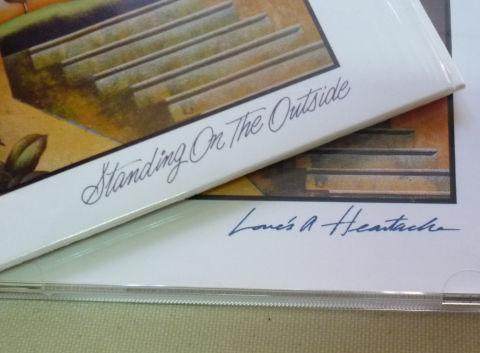 Standing On The Outside
Love's A Heartache